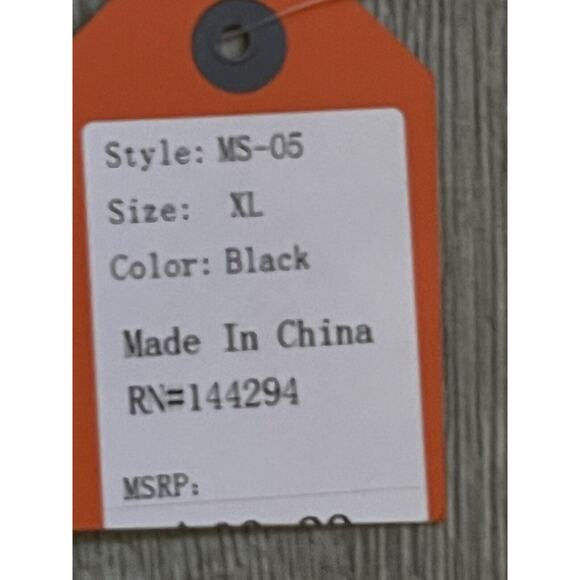 Style: MS-05
Size: XL
Color: Black
Made In China
RN=144294
MSRP: